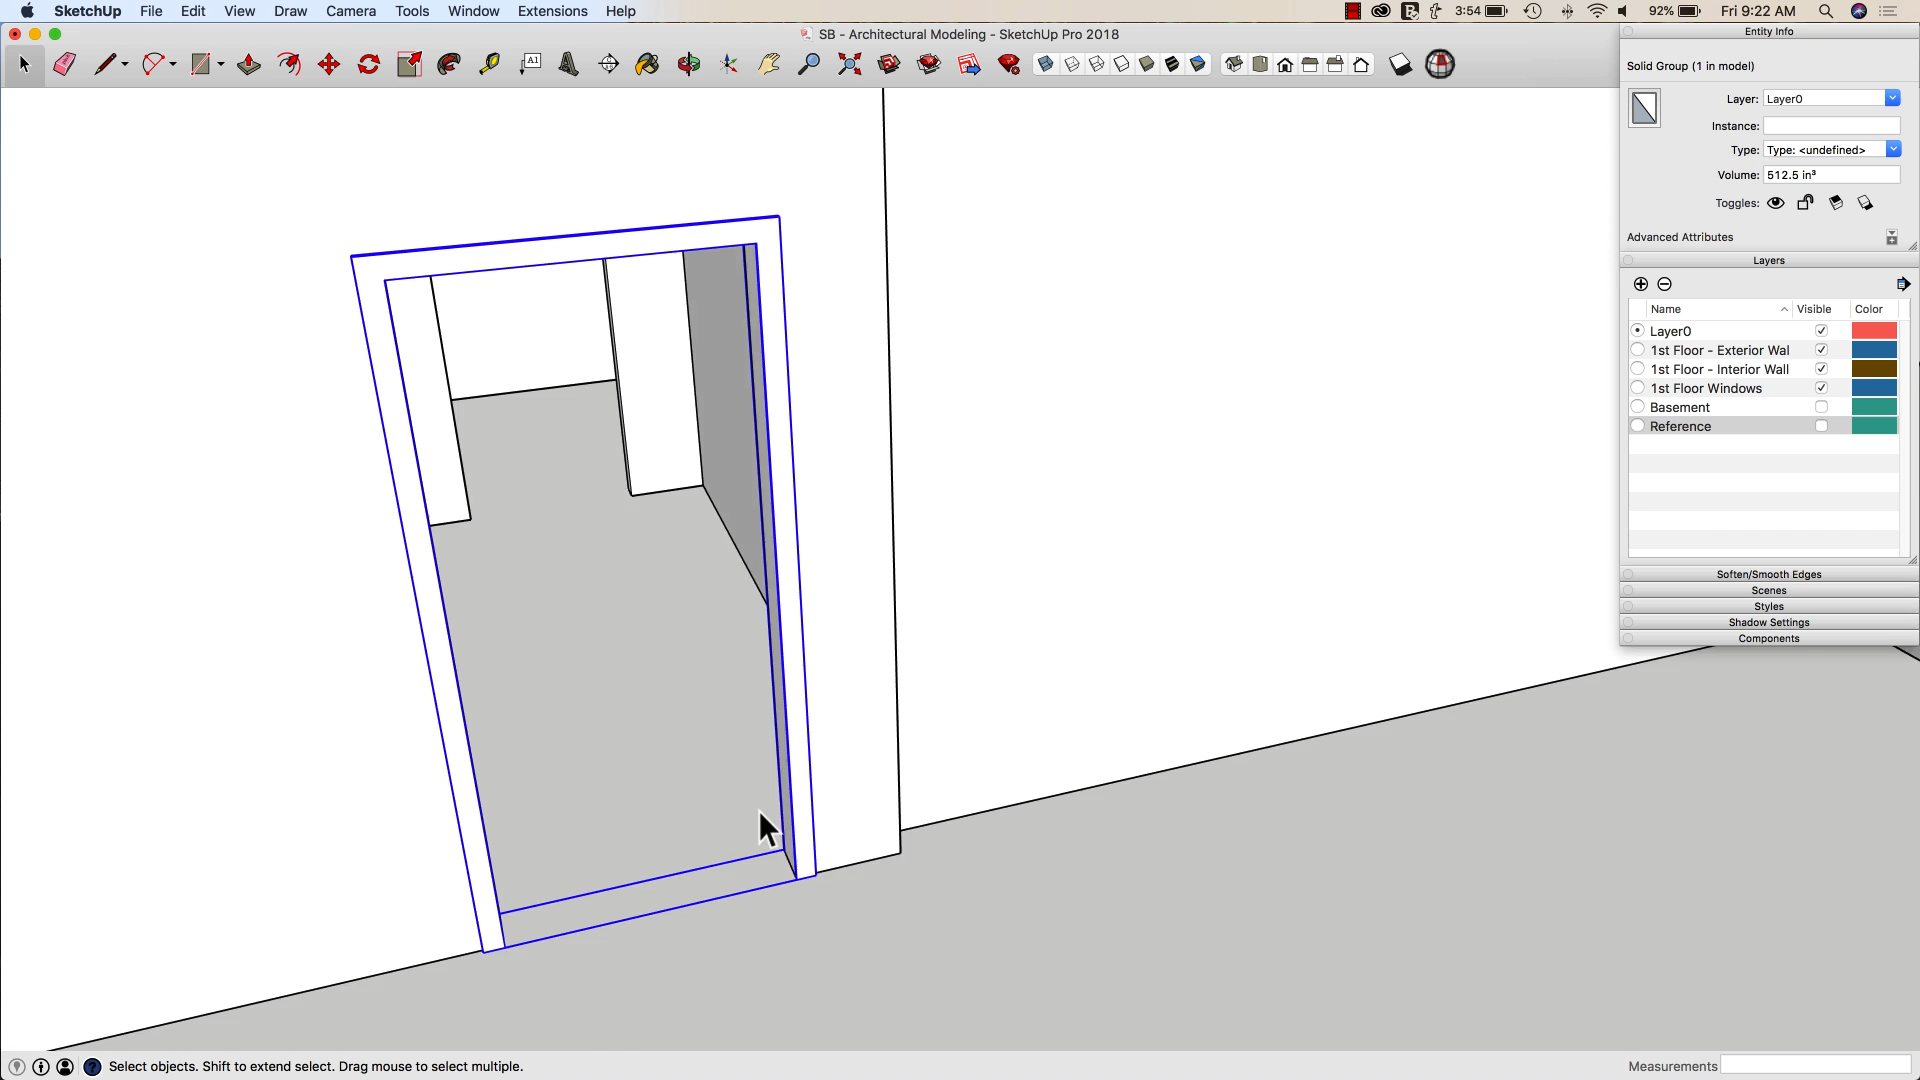 SketchUp File Edit View Draw Camera Tools Window Extensions Help 3:54 92% Fri 9:22 AM
SB - Architectural Modeling - SketchUp Pro 2018
A1
Entity Info
Solid Group (1 in model)
Layer: Layer0
Instance:
Type: Type: <undefined>
Volume: 512.5 in³
Toggles:
Advanced Attributes
Layers
Name Visible Color
Layer0
1st Floor - Exterior Wal
1st Floor - Interior Wall
1st Floor Windows
Basement
Reference
Soften/Smooth Edges
Scenes
Styles
Shadow Settings
Components
Select objects. Shift to extend select. Drag mouse to select multiple.
Measurements